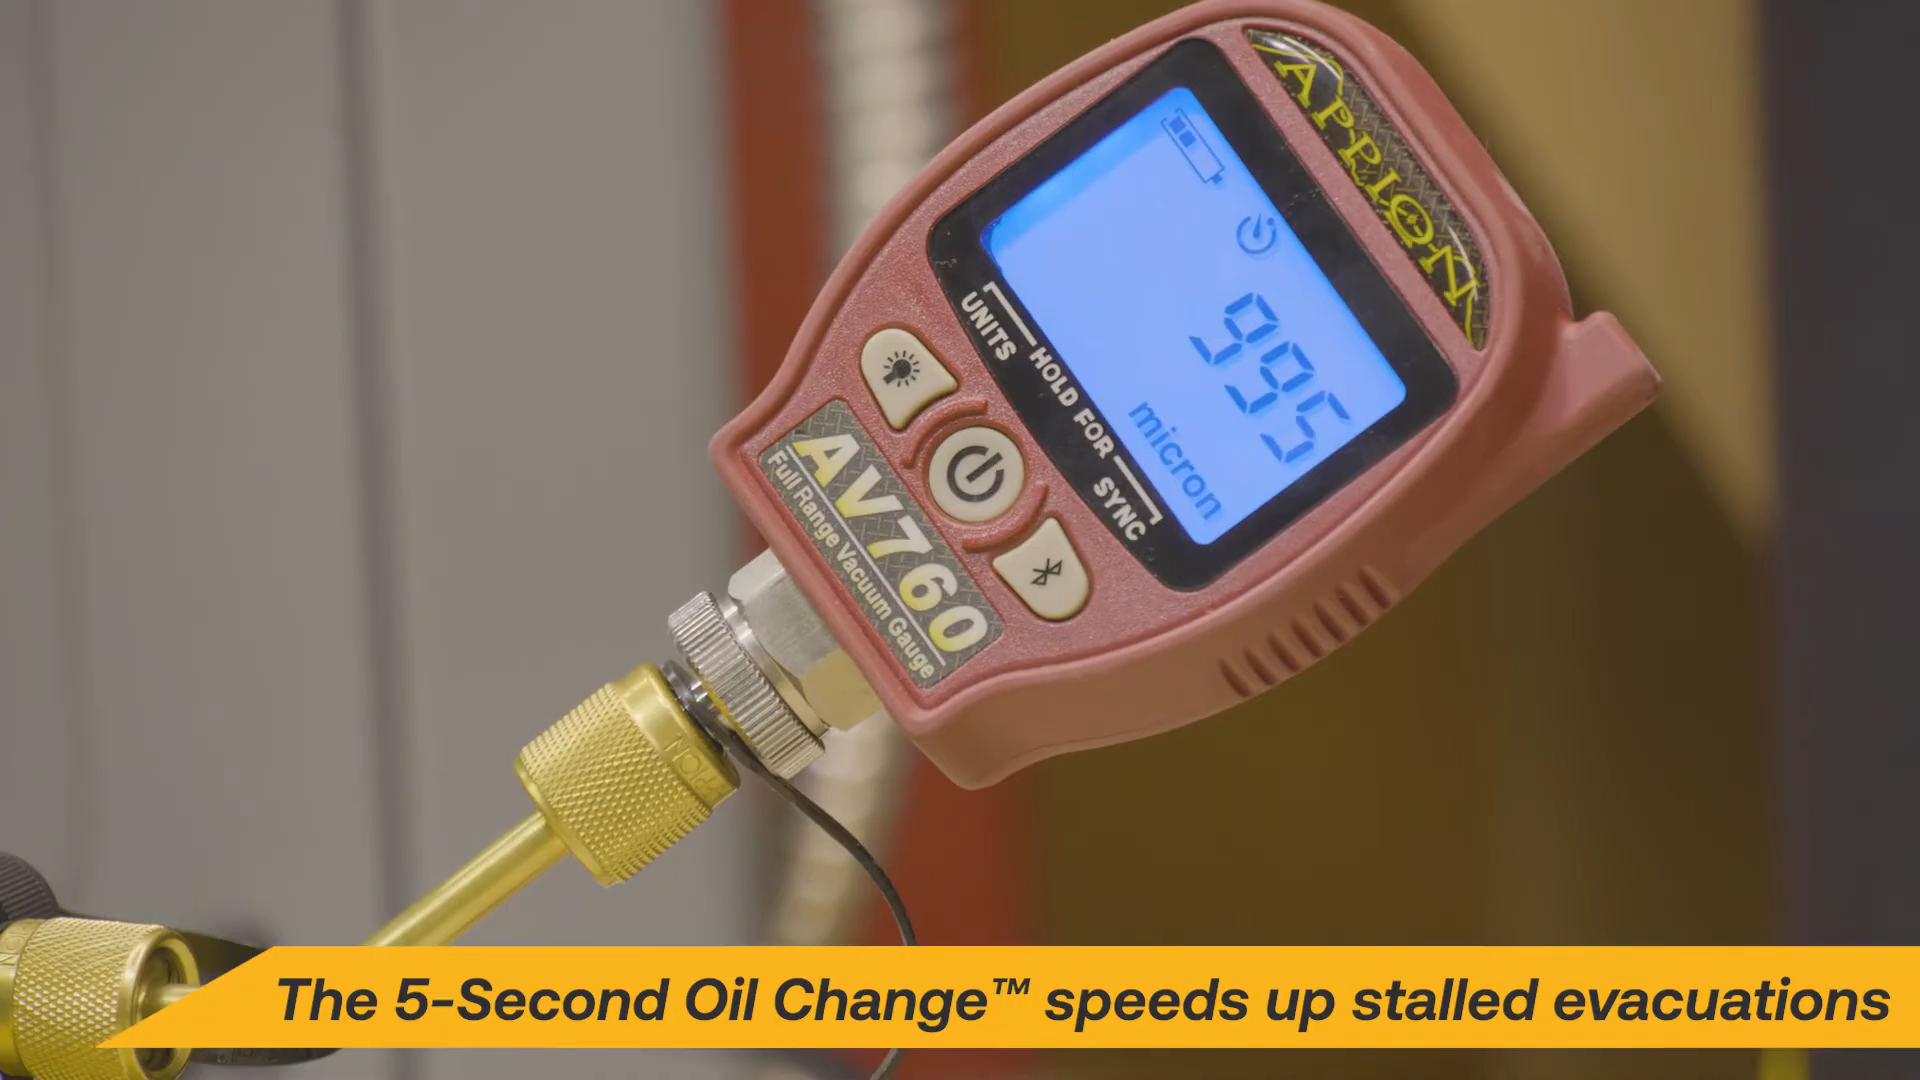 APPION
995
micron
UNITS
HOLD FOR
SYNC
AV760
Full Range Vacuum Gauge
The 5-Second Oil Change™ speeds up stalled evacuations